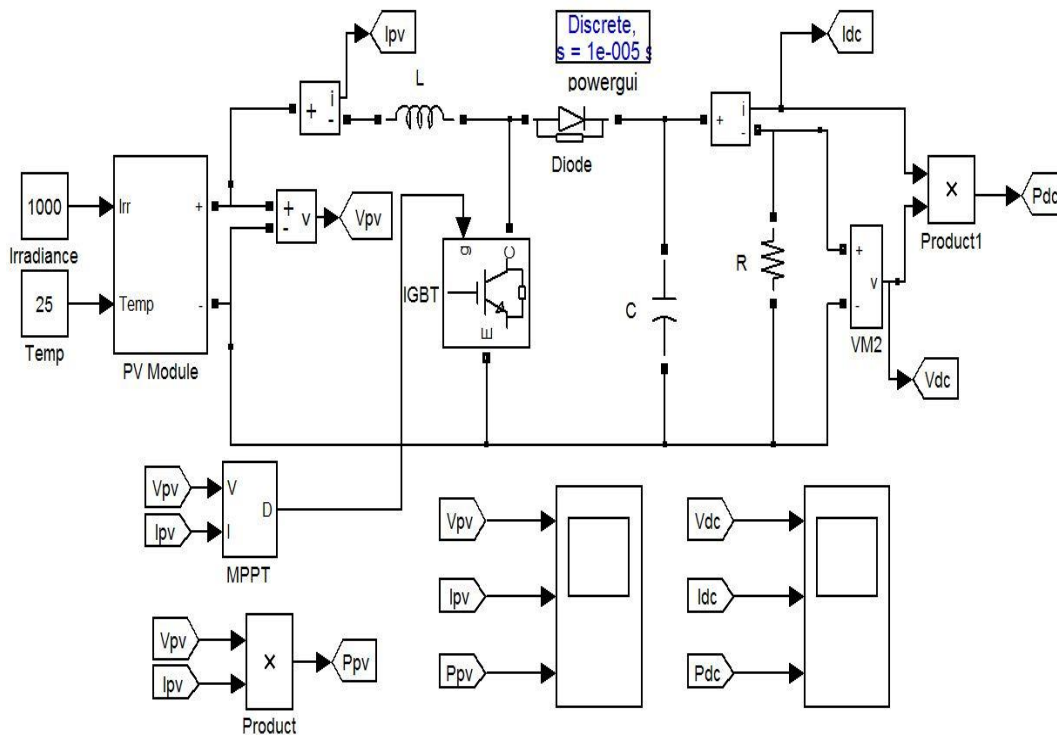 Ipv
Discrete,
s = 1e-005 s
powergui
Idc
L
+
i
-
+
i
-
Diode
1000
Irradiance
Irr
+
+
v
-
Vpv
×
Product1
Pdc
25
Temp
Temp
-
PV Module
g
C
IGBT
E
C
R
+
v
-
VM2
Vdc
Vpv
V
D
Ipv
I
MPPT
Vpv
Ipv
Ppv
Vdc
Idc
Pdc
Vpv
Ipv
×
Ppv
Product